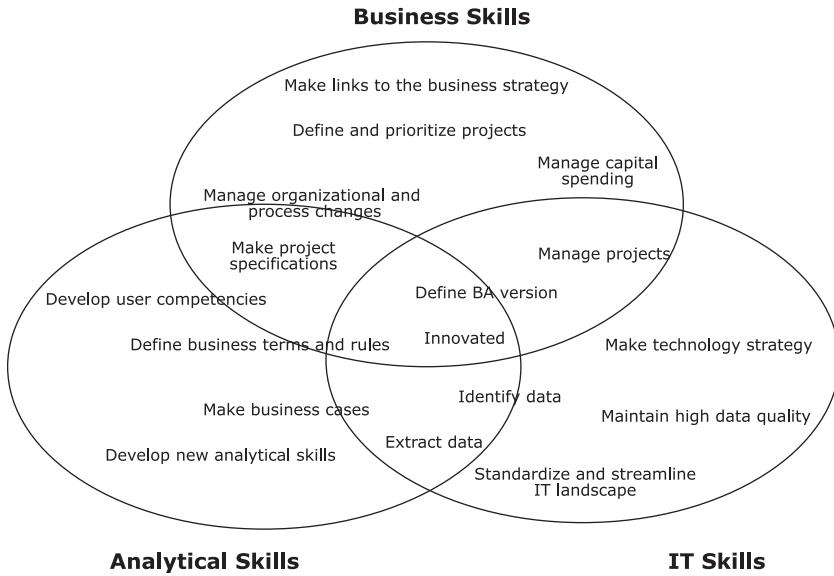 Business Skills
Make links to the business strategy
Define and prioritize projects
Manage capital
spending
Manage organizational and
process changes
Make project
specifications
Manage projects
Develop user competencies
Define BA version
Define business terms and rules
Innovated
Make technology strategy
Identify data
Make business cases
Maintain high data quality
Extract data
Develop new analytical skills
Standardize and streamline
IT landscape
Analytical Skills
IT Skills